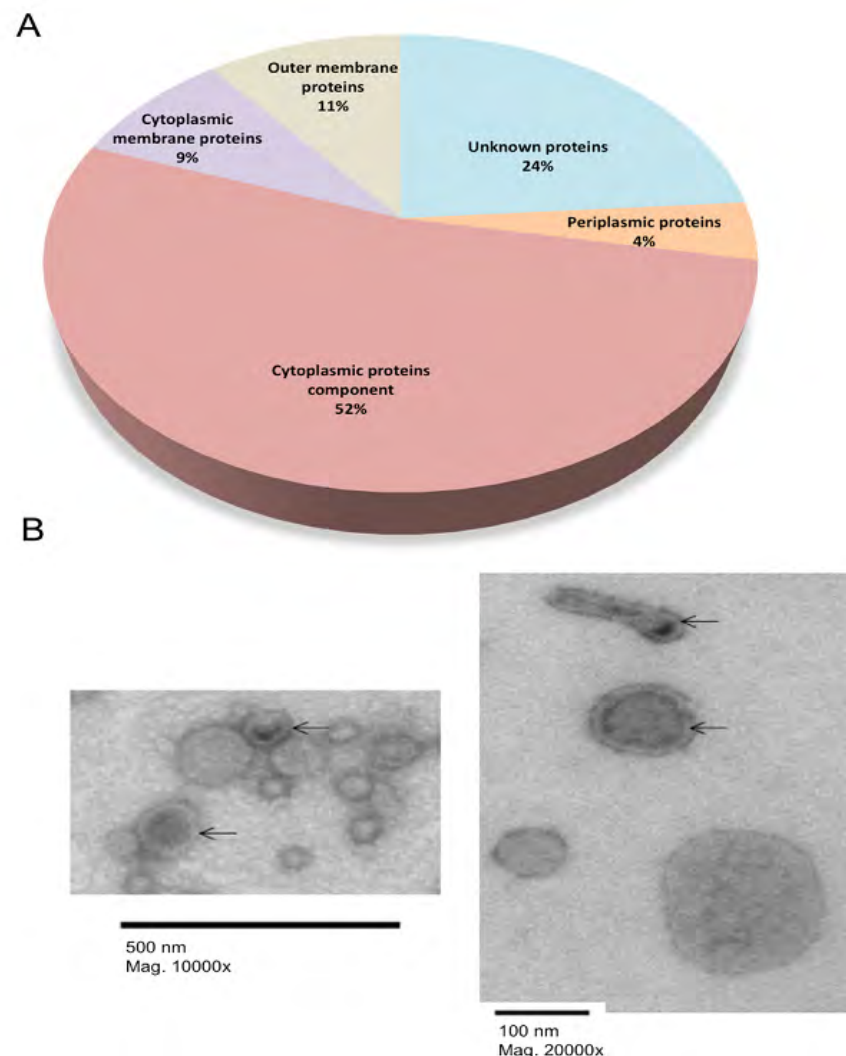 A
Outer membrane
proteins
11%
Cytoplasmic
membrane proteins
9%
Unknown proteins
24%
Periplasmic proteins
4%
Cytoplasmic proteins
component
52%
B
500 nm
Mag. 10000x
100 nm
Mag. 20000x